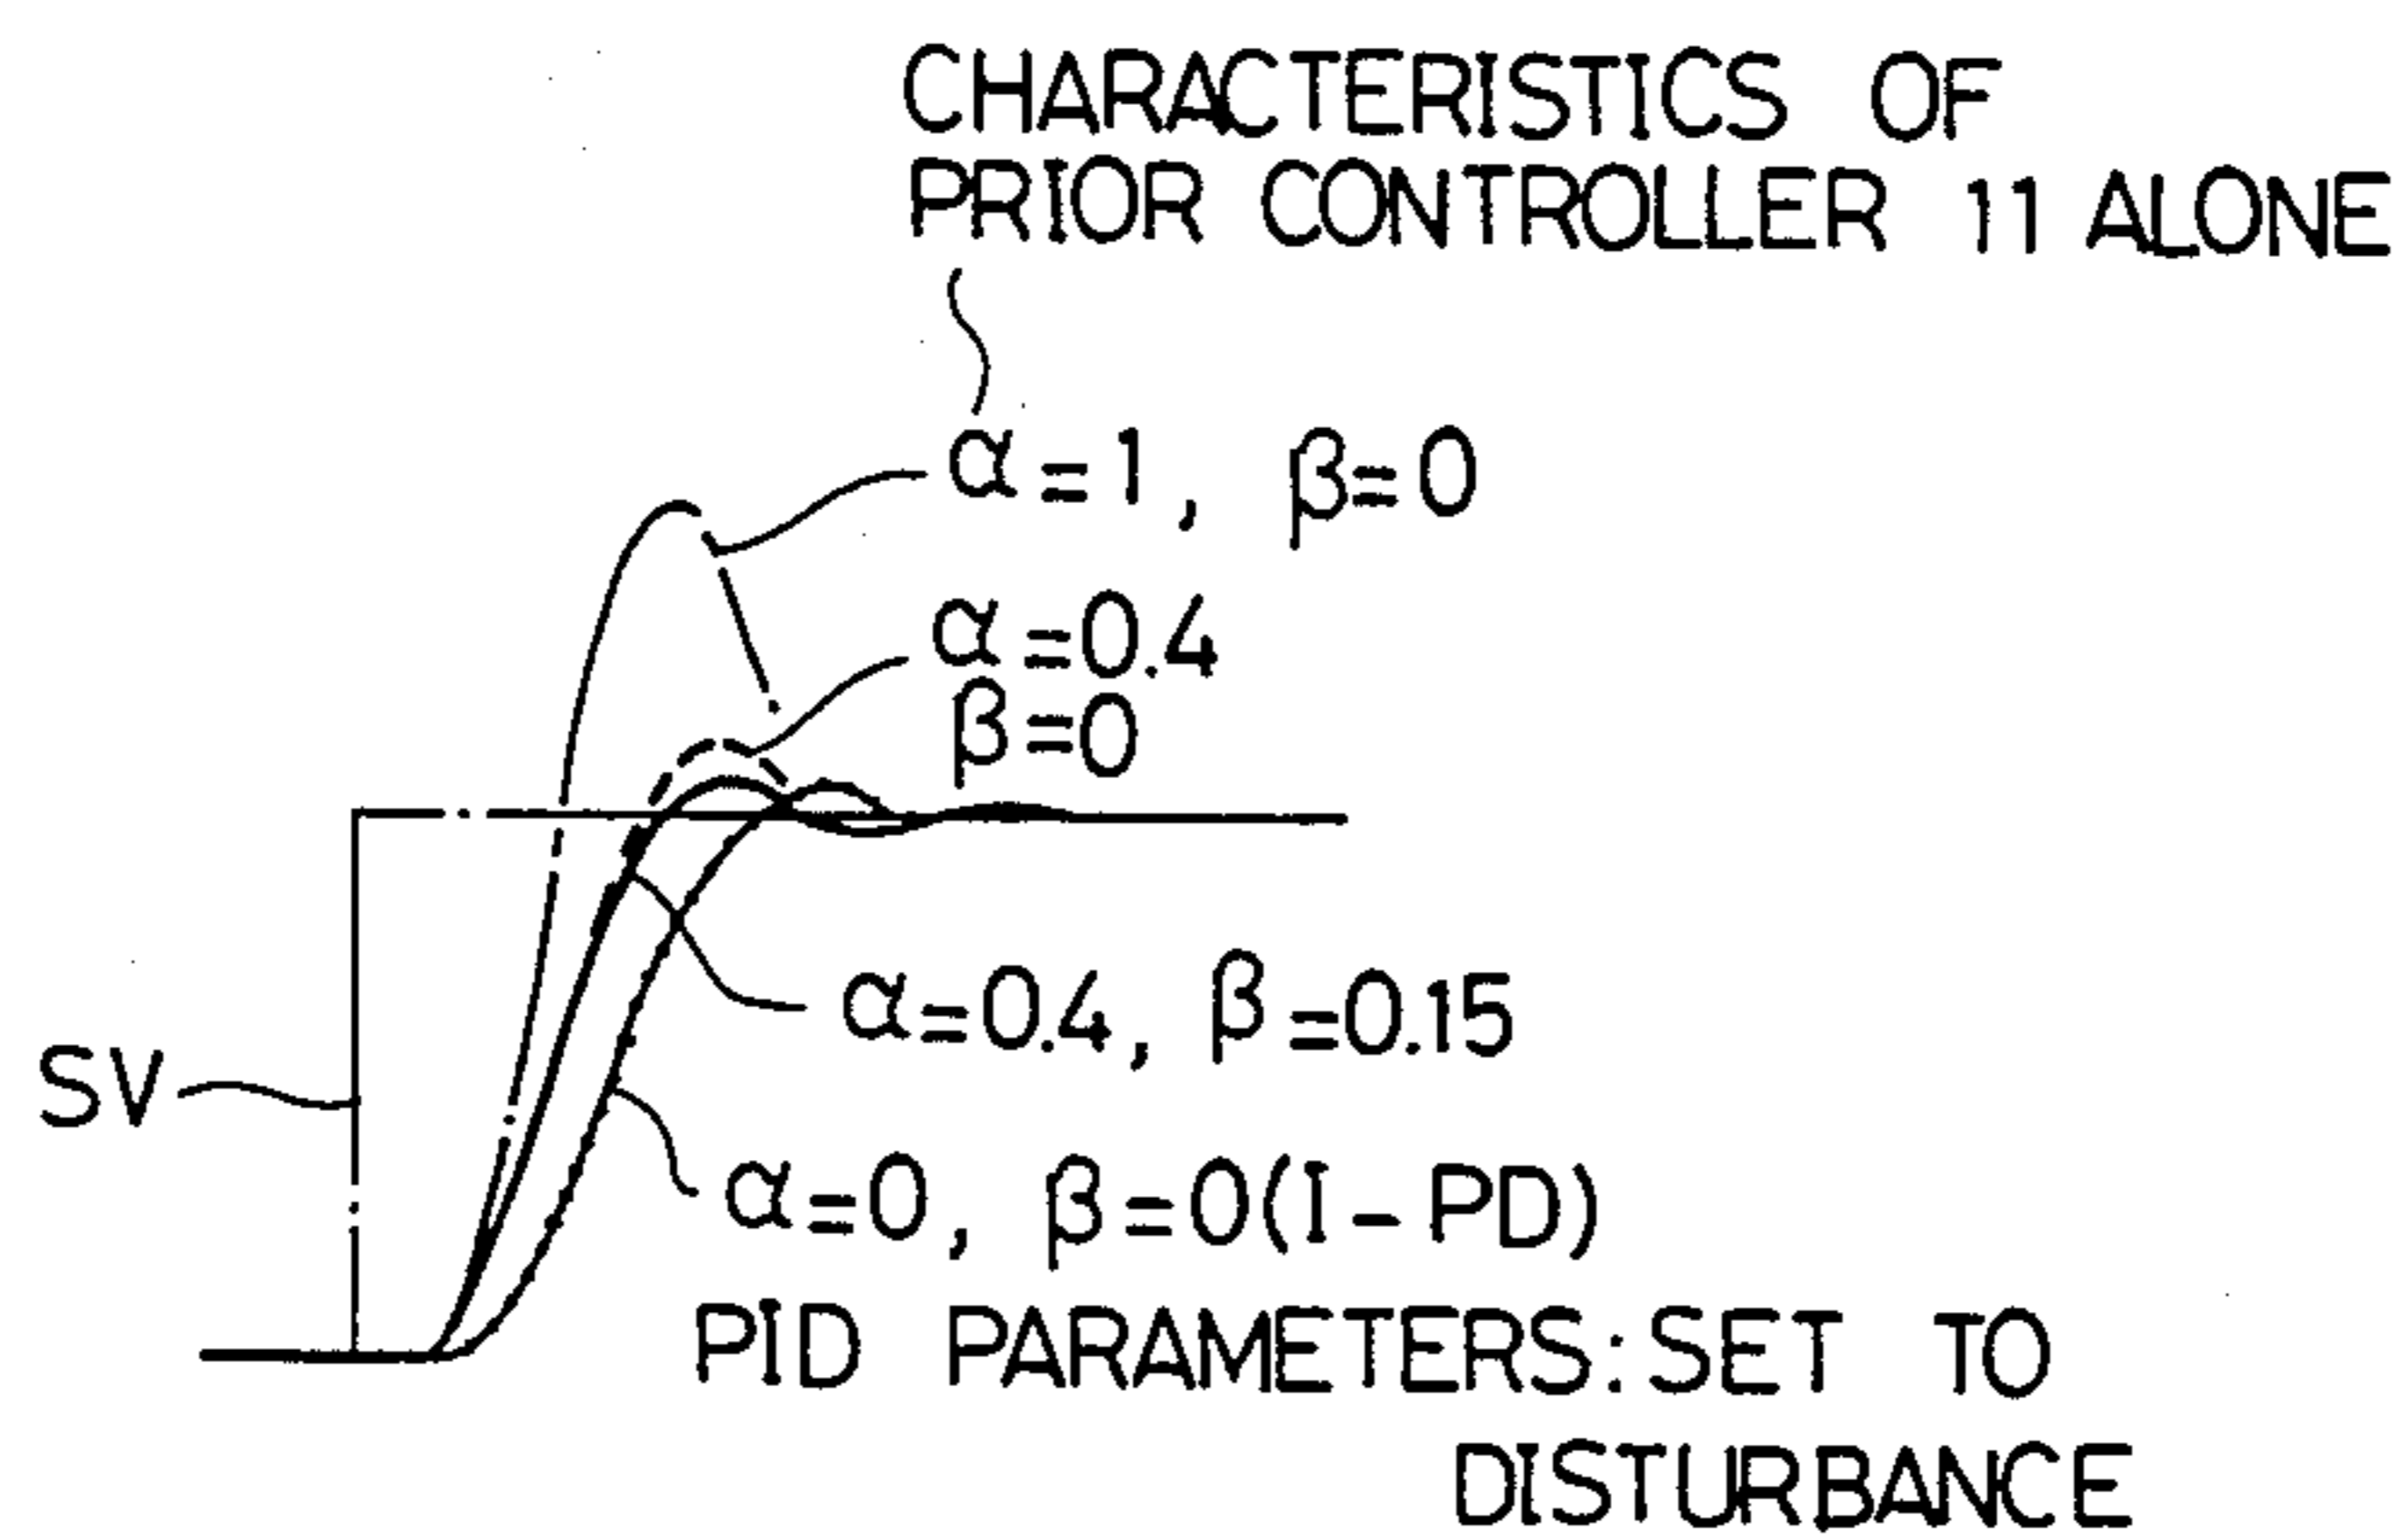 CHARACTERISTICS OF
PRIOR CONTROLLER 11 ALONE
α=1, β=0
α=0.4
β=0
α=0.4, β=0.15
SV
α=0, β=0(I-PD)
PID PARAMETERS:SET TO
DISTURBANCE